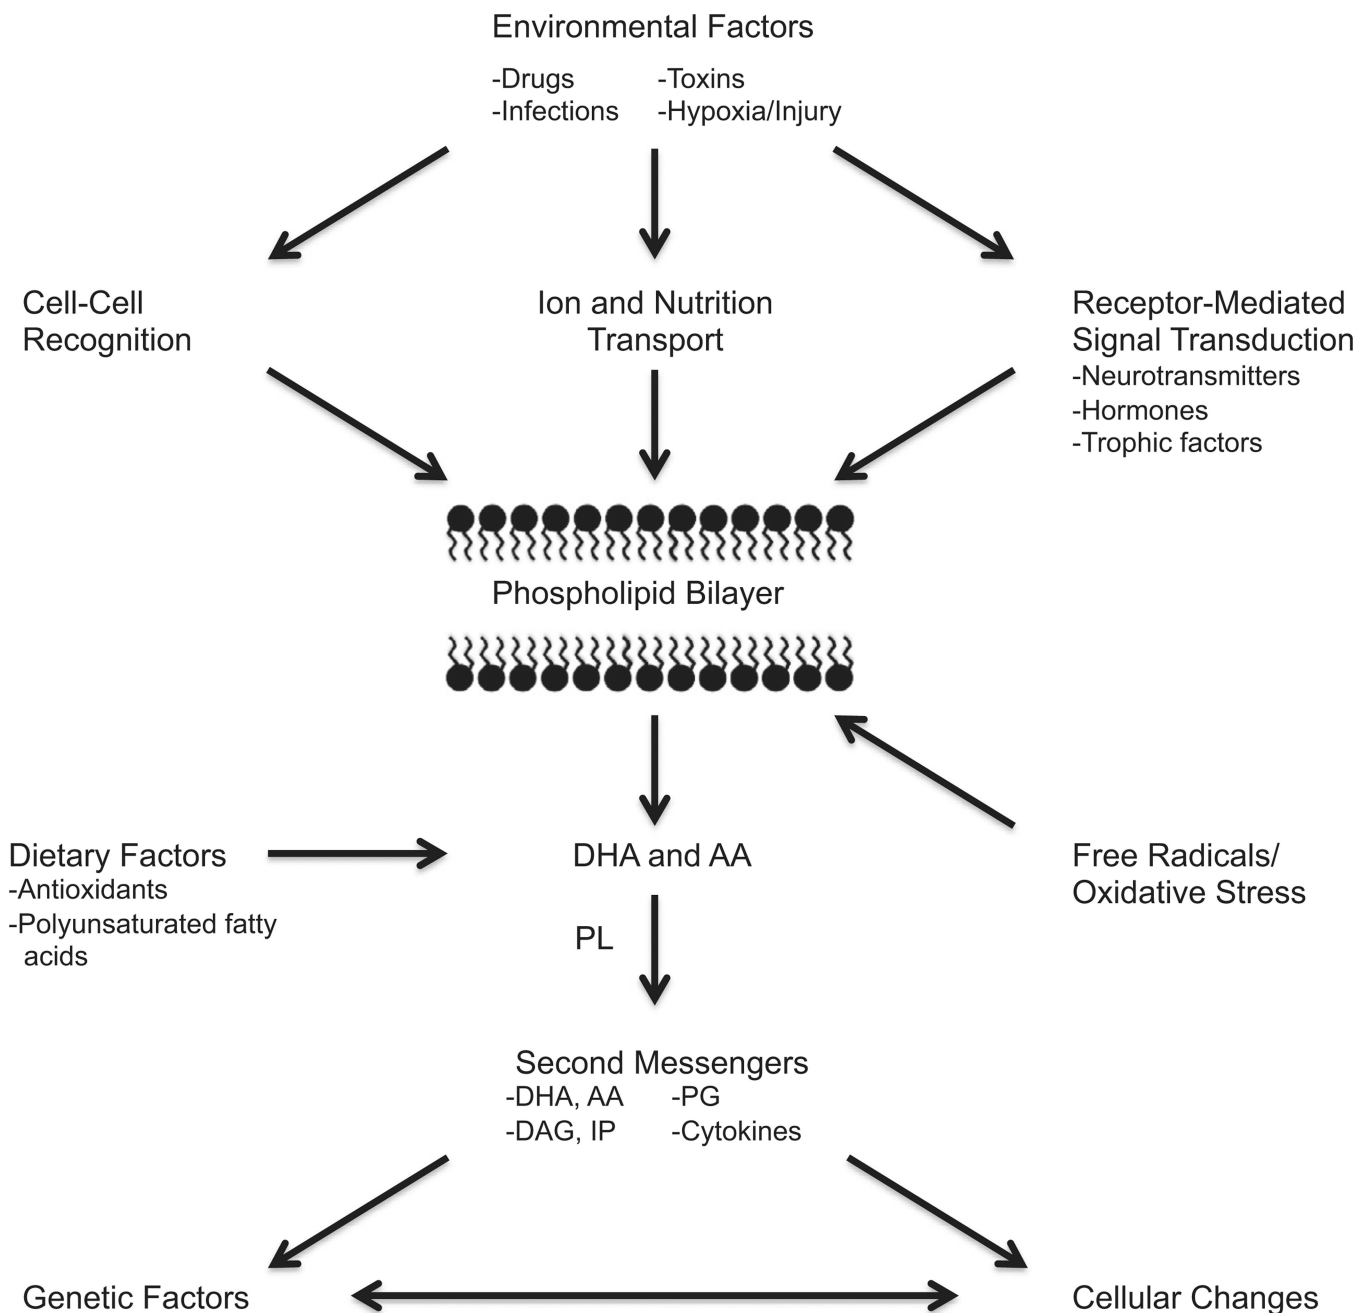 Environmental Factors
-Drugs -Toxins
-Infections -Hypoxia/Injury
Cell-Cell
Recognition
Ion and Nutrition
Transport
Receptor-Mediated
Signal Transduction
-Neurotransmitters
-Hormones
-Trophic factors
Phospholipid Bilayer
Dietary Factors
-Antioxidants
-Polyunsaturated fatty
acids
DHA and AA
Free Radicals/
Oxidative Stress
PL
Second Messengers
-DHA, AA -PG
-DAG, IP -Cytokines
Genetic Factors
Cellular Changes